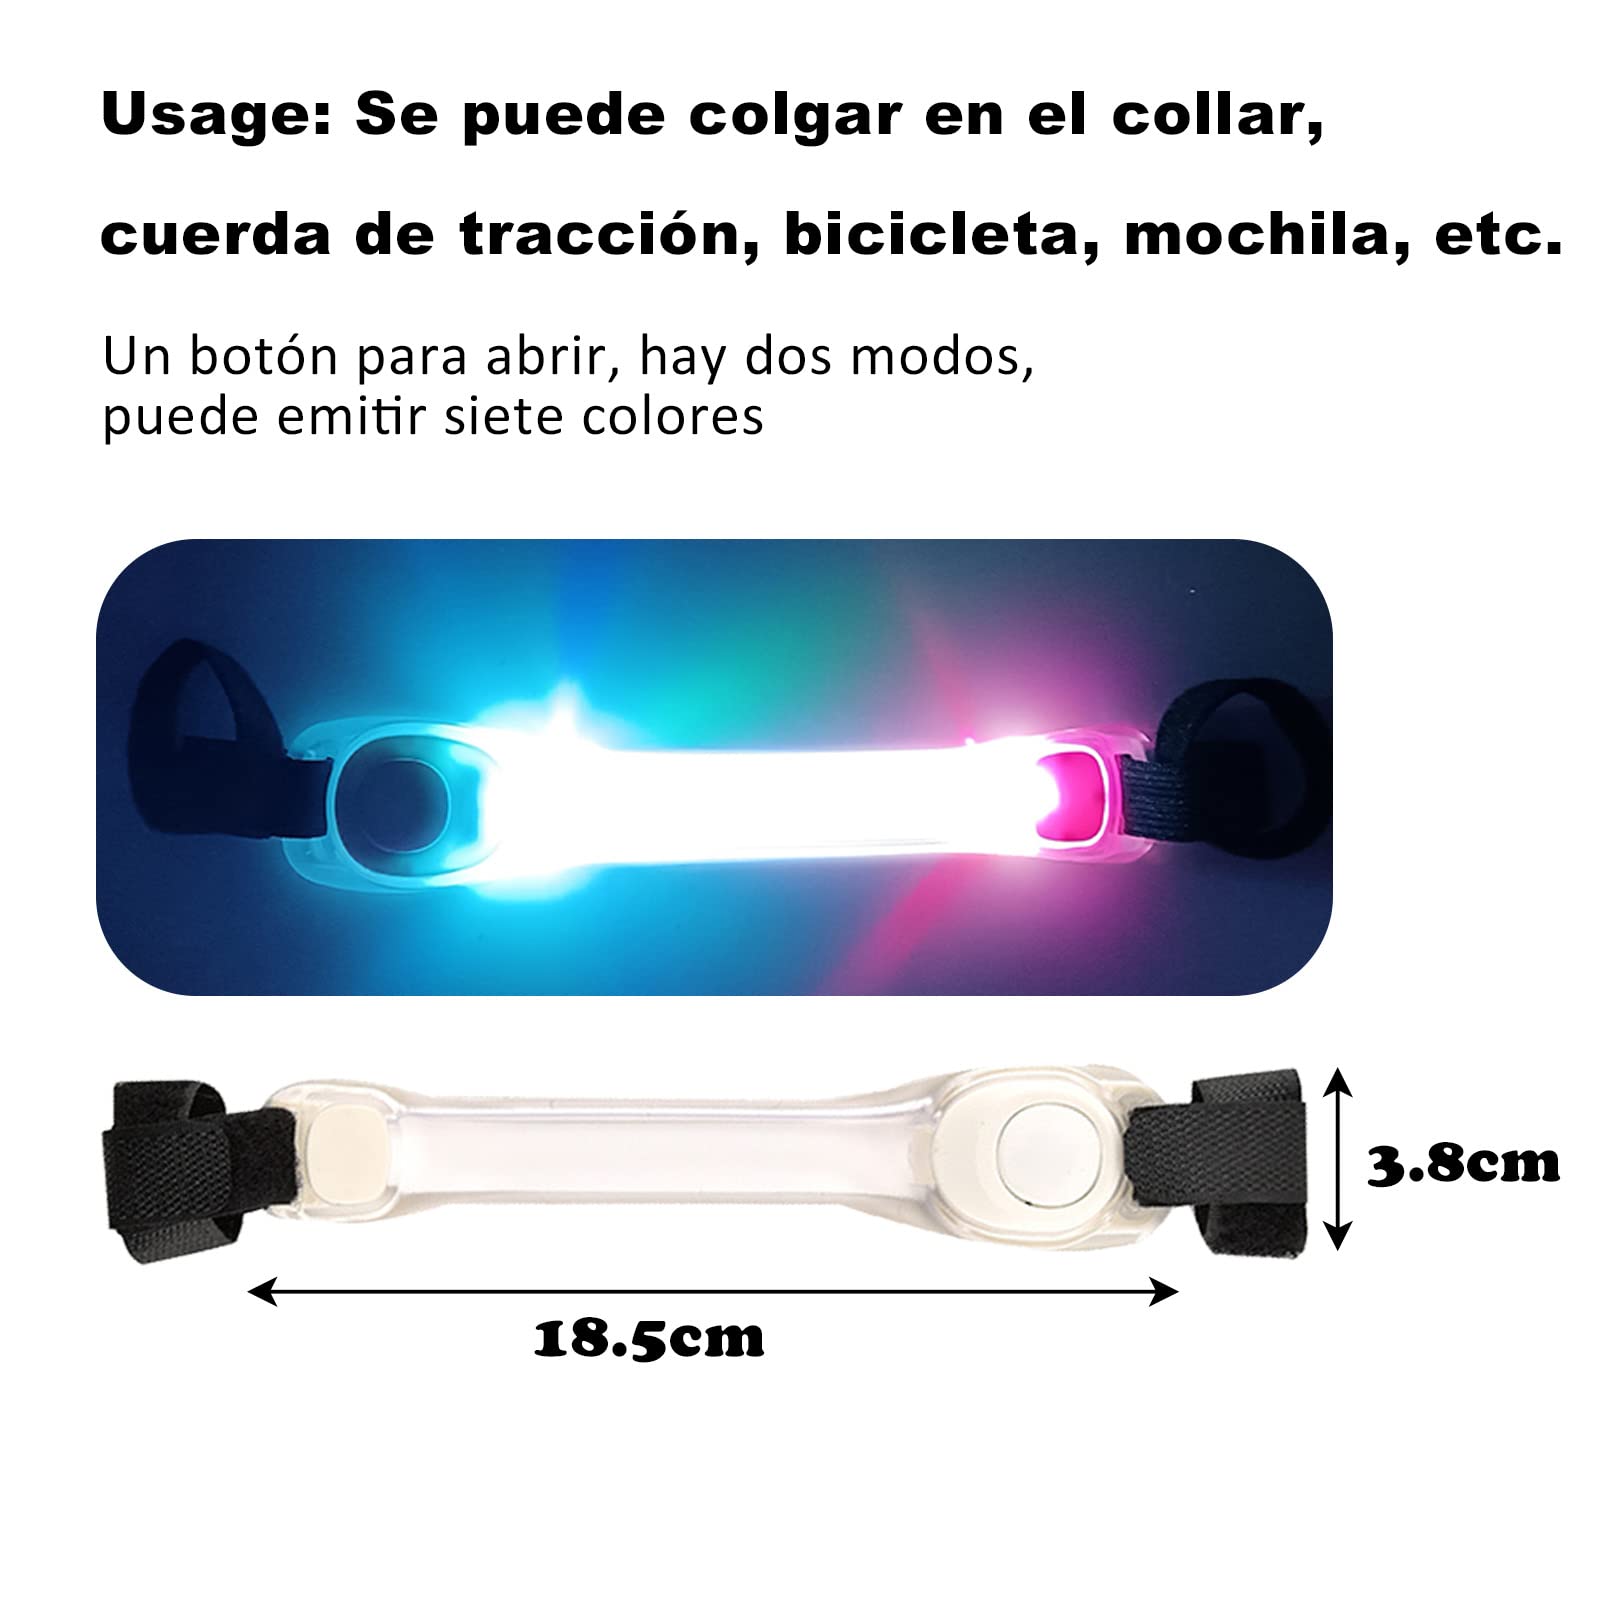 Usage: Se puede colgar en el collar,
cuerda de tracción, bicicleta, mochila, etc.
Un botón para abrir, hay dos modos,
puede emitir siete colores
3.8cm
18.5cm